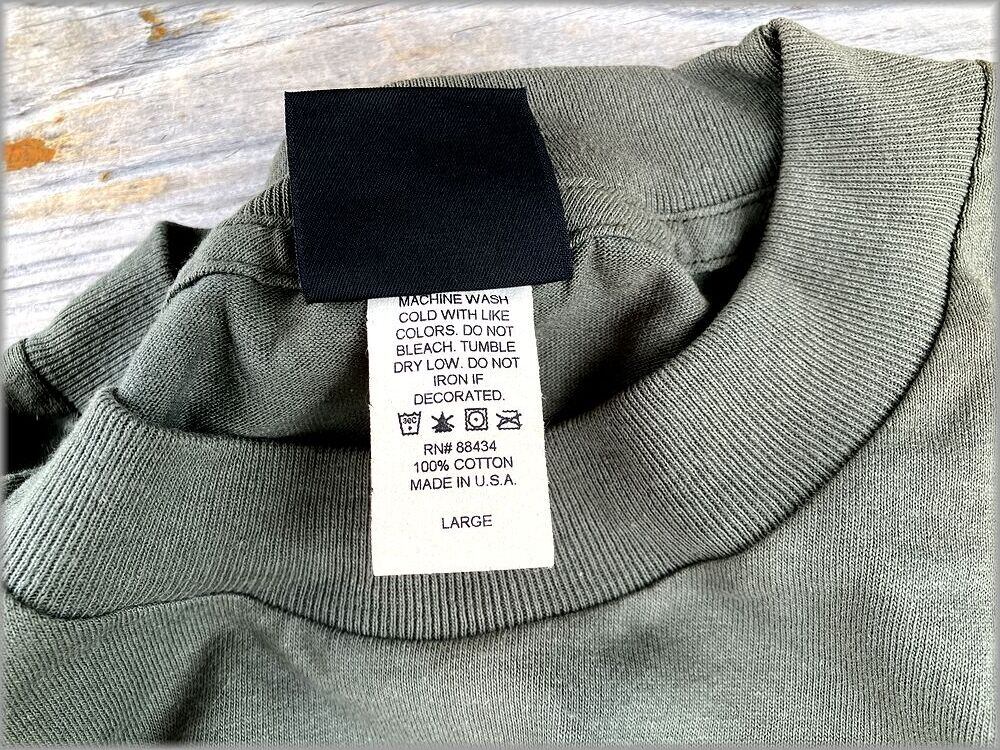 MACHINE WASH
COLD WITH LIKE
COLORS. DO NOT
BLEACH. TUMBLE
DRY LOW. DO NOT
IRON IF
DECORATED.
30C
RN# 88434
100% COTTON
MADE IN U.S.A.
LARGE